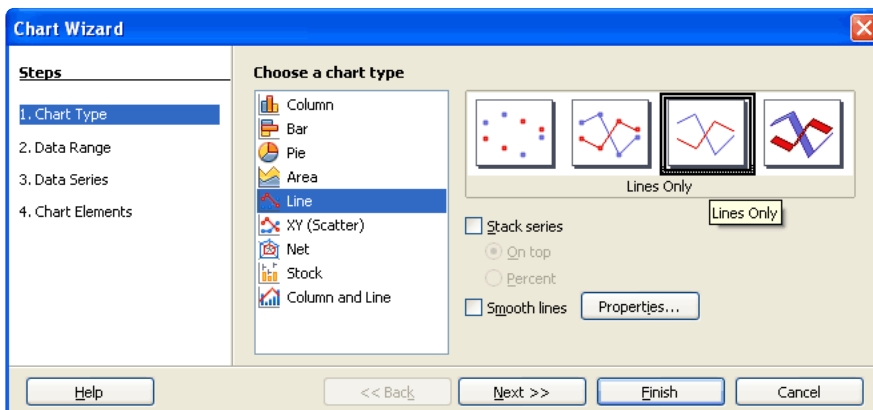 Chart Wizard
Steps
1. Chart Type
2. Data Range
3. Data Series
4. Chart Elements
Choose a chart type
Column
Bar
Pie
Area
Line
XY (Scatter)
Net
Stock
Column and Line
Lines Only
Lines Only
Stack series
On top
Percent
Smooth lines
Properties...
Help
<< Back
Next >>
Finish
Cancel